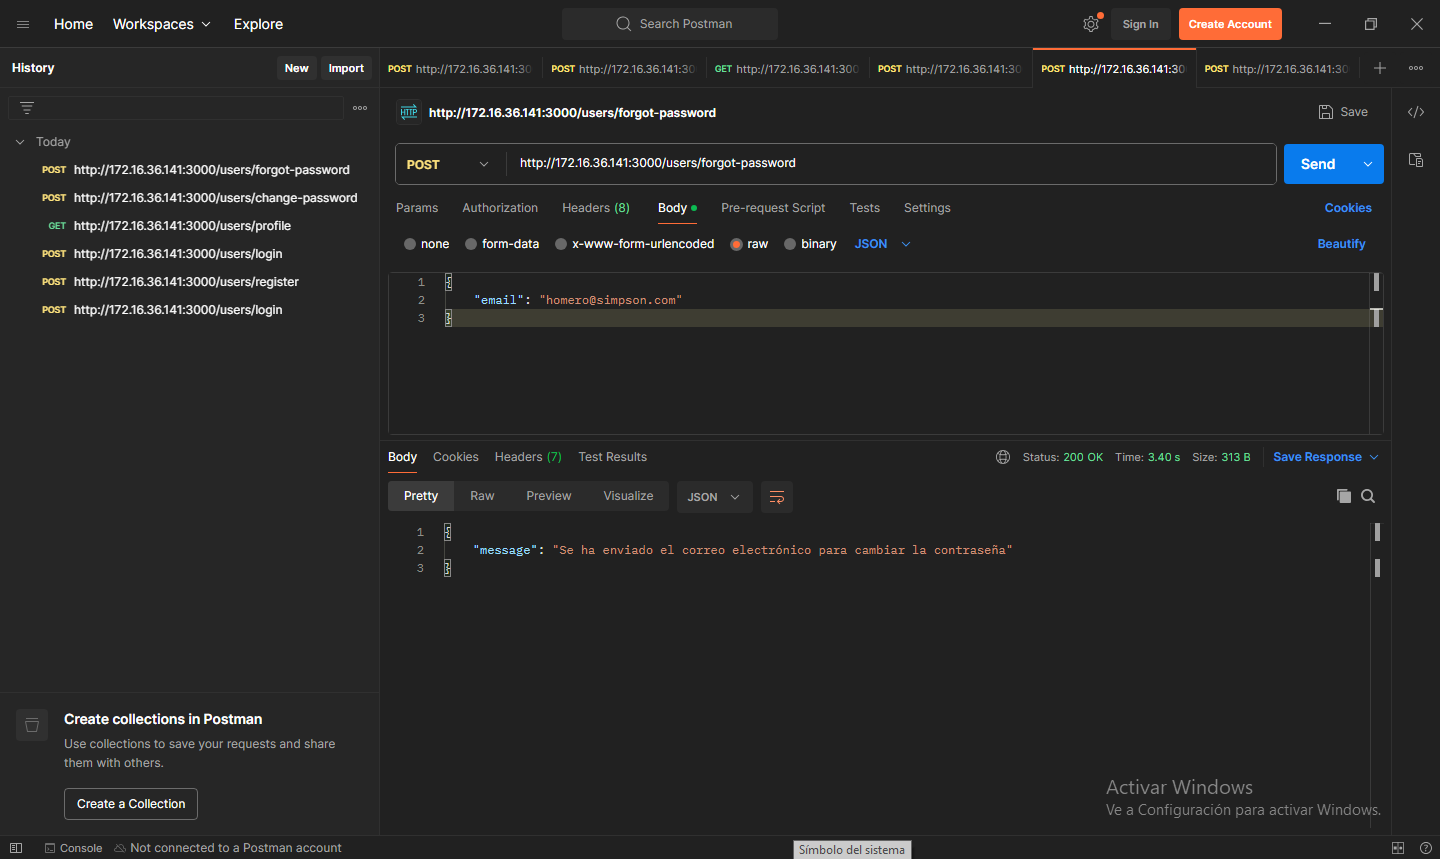 Home Workspaces Explore Search Postman Sign In Create Account
History New Import
POST http://172.16.36.141:30 POST http://172.16.36.141:30 GET http://172.16.36.141:300 POST http://172.16.36.141:30 POST http://172.16.36.141:30 POST http://172.16.36.141:30
Today
POST http://172.16.36.141:3000/users/forgot-password
POST http://172.16.36.141:3000/users/change-password
GET http://172.16.36.141:3000/users/profile
POST http://172.16.36.141:3000/users/login
POST http://172.16.36.141:3000/users/register
POST http://172.16.36.141:3000/users/login
Create collections in Postman
Use collections to save your requests and share
them with others.
Create a Collection
HTTP http://172.16.36.141:3000/users/forgot-password Save
POST http://172.16.36.141:3000/users/forgot-password Send
Params Authorization Headers (8) Body Pre-request Script Tests Settings Cookies
none form-data x-www-form-urlencoded raw binary JSON Beautify
1 {
2 "email": "homero@simpson.com"
3 }
Body Cookies Headers (7) Test Results Status: 200 OK Time: 3.40 s Size: 313 B Save Response
Pretty Raw Preview Visualize JSON
1 {
2 "message": "Se ha enviado el correo electrónico para cambiar la contraseña"
3 }
Activar Windows
Ve a Configuración para activar Windows.
Console Not connected to a Postman account
Símbolo del sistema